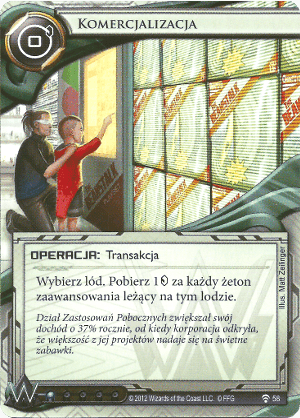 Komercjalizacja
0
OPERACJA: Transakcja
Wybierz lód. Pobierz 1 za każdy żeton
zaawansowania leżący na tym lodzie.
Dział Zastosowań Pobocznych zwiększał swój
dochód o 37% rocznie, od kiedy korporacja odkryła,
że większość z jej projektów nadaje się na świetne
zabawki.
Illus. Matt Zeilinger
© 2012 Wizards of the Coast LLC. © FFG
58